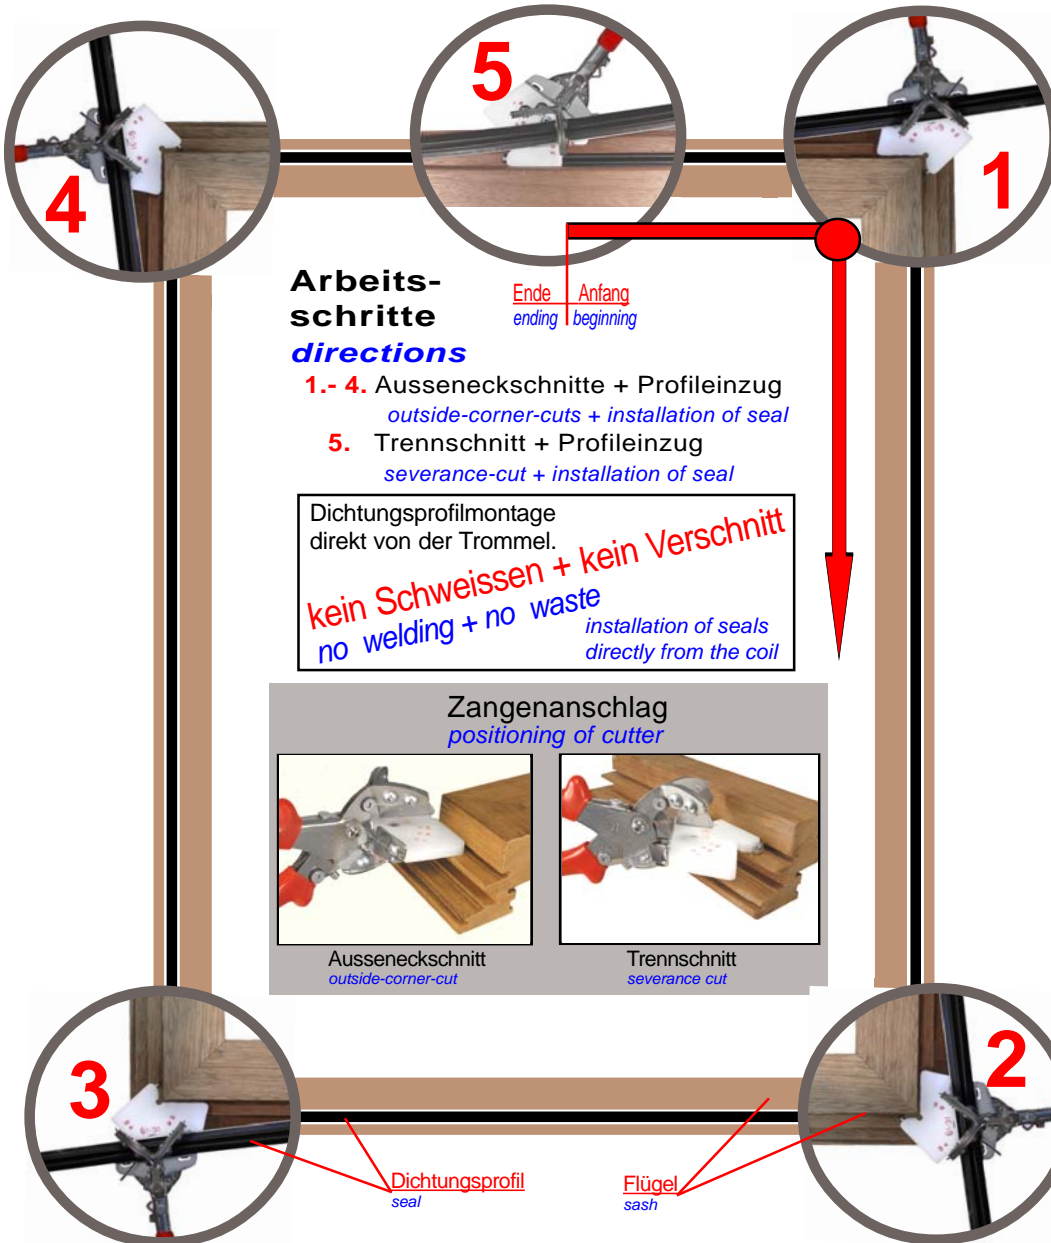 4
5
1
Ende Anfang
ending beginning
Arbeits-
schritte
directions
1.- 4. Ausseneckschnitte + Profileinzug
outside-corner-cuts + installation of seal
5. Trennschnitt + Profileinzug
severance-cut + installation of seal
Dichtungsprofilmontage
direkt von der Trommel.
kein Schweissen + kein Verschnitt
no welding + no waste
installation of seals
directly from the coil
Zangenanschlag
positioning of cutter
Ausseneckschnitt
outside-corner-cut
Trennschnitt
severance cut
3
2
Dichtungsprofil
seal
Flügel
sash